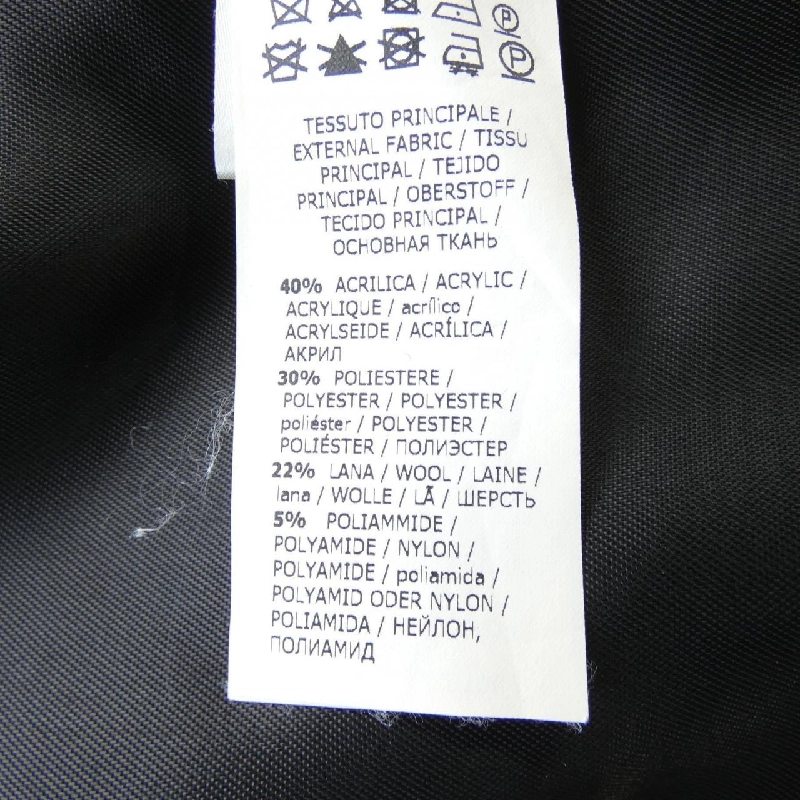 P
P
TESSUTO PRINCIPALE /
EXTERNAL FABRIC / TISSU
PRINCIPAL / TEJIDO
PRINCIPAL / OBERSTOFF /
TECIDO PRINCIPAL /
ОСНОВНАЯ ТКАНЬ
40% ACRILICA / ACRYLIC /
ACRYLIQUE / acrílico /
ACRYLSEIDE / ACRÍLICA /
АКРИЛ
30% POLIESTERE /
POLYESTER / POLYESTER /
poliéster / POLYESTER /
POLIÉSTER / ПОЛИЭСТЕР
22% LANA / WOOL / LAINE /
lana / WOLLE / LÃ / ШЕРСТЬ
5% POLIAMMIDE /
POLYAMIDE / NYLON /
POLYAMIDE / poliamida /
POLYAMID ODER NYLON /
POLIAMIDA / НЕЙЛОН,
ПОЛИАМИД